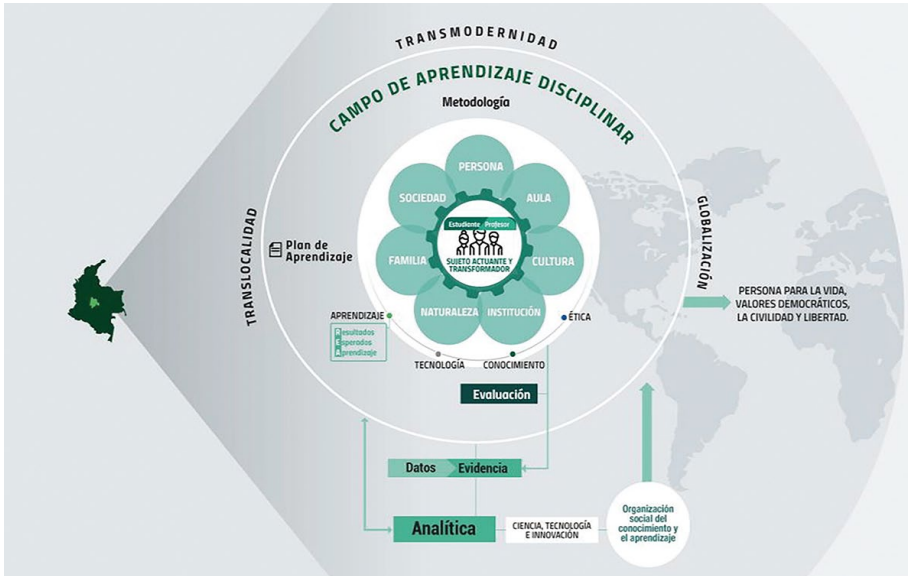 TRANSMODERNIDAD
CAMPO DE APRENDIZAJE DISCIPLINAR
Metodología
PERSONA
SOCIEDAD
AULA
Estudiante Profesor
SUJETO ACTUANTE Y
TRANSFORMADOR
FAMILIA
CULTURA
NATURALEZA
INSTITUCIÓN
TRANSLOCALIDAD
Plan de
Aprendizaje
GLOBALIZACIÓN
PERSONA PARA LA VIDA,
VALORES DEMOCRÁTICOS,
LA CIVILIDAD Y LIBERTAD.
APRENDIZAJE
Resultados
Esperados
Aprendizaje
ÉTICA
TECNOLOGÍA
CONOCIMIENTO
Evaluación
Datos
Evidencia
Analítica
CIENCIA, TECNOLOGÍA
E INNOVACIÓN
Organización
social del
conocimiento y
el aprendizaje